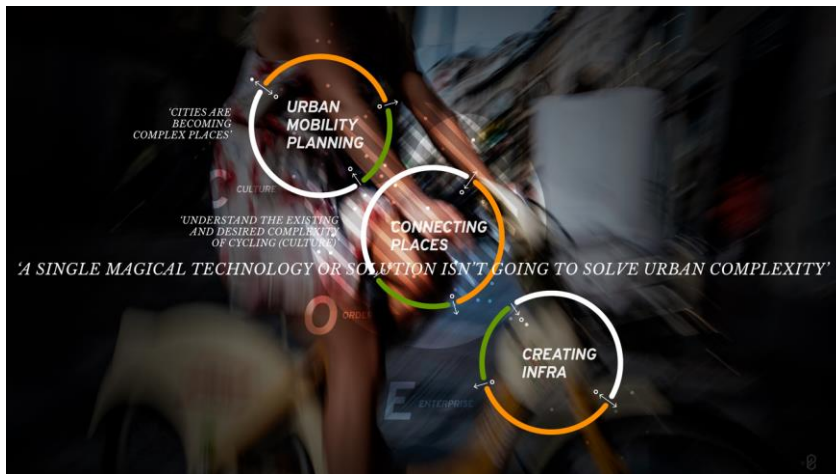 URBAN
MOBILITY
PLANNING
'CITIES ARE
BECOMING
COMPLEX PLACES'
C CULTURE
'UNDERSTAND THE EXISTING
AND DESIRED COMPLEXITY
OF CYCLING (CULTURE)'
CONNECTING
PLACES
'A SINGLE MAGICAL TECHNOLOGY OR SOLUTION ISN'T GOING TO SOLVE URBAN COMPLEXITY'
O ORDER
CREATING
INFRA
E ENTERPRISE